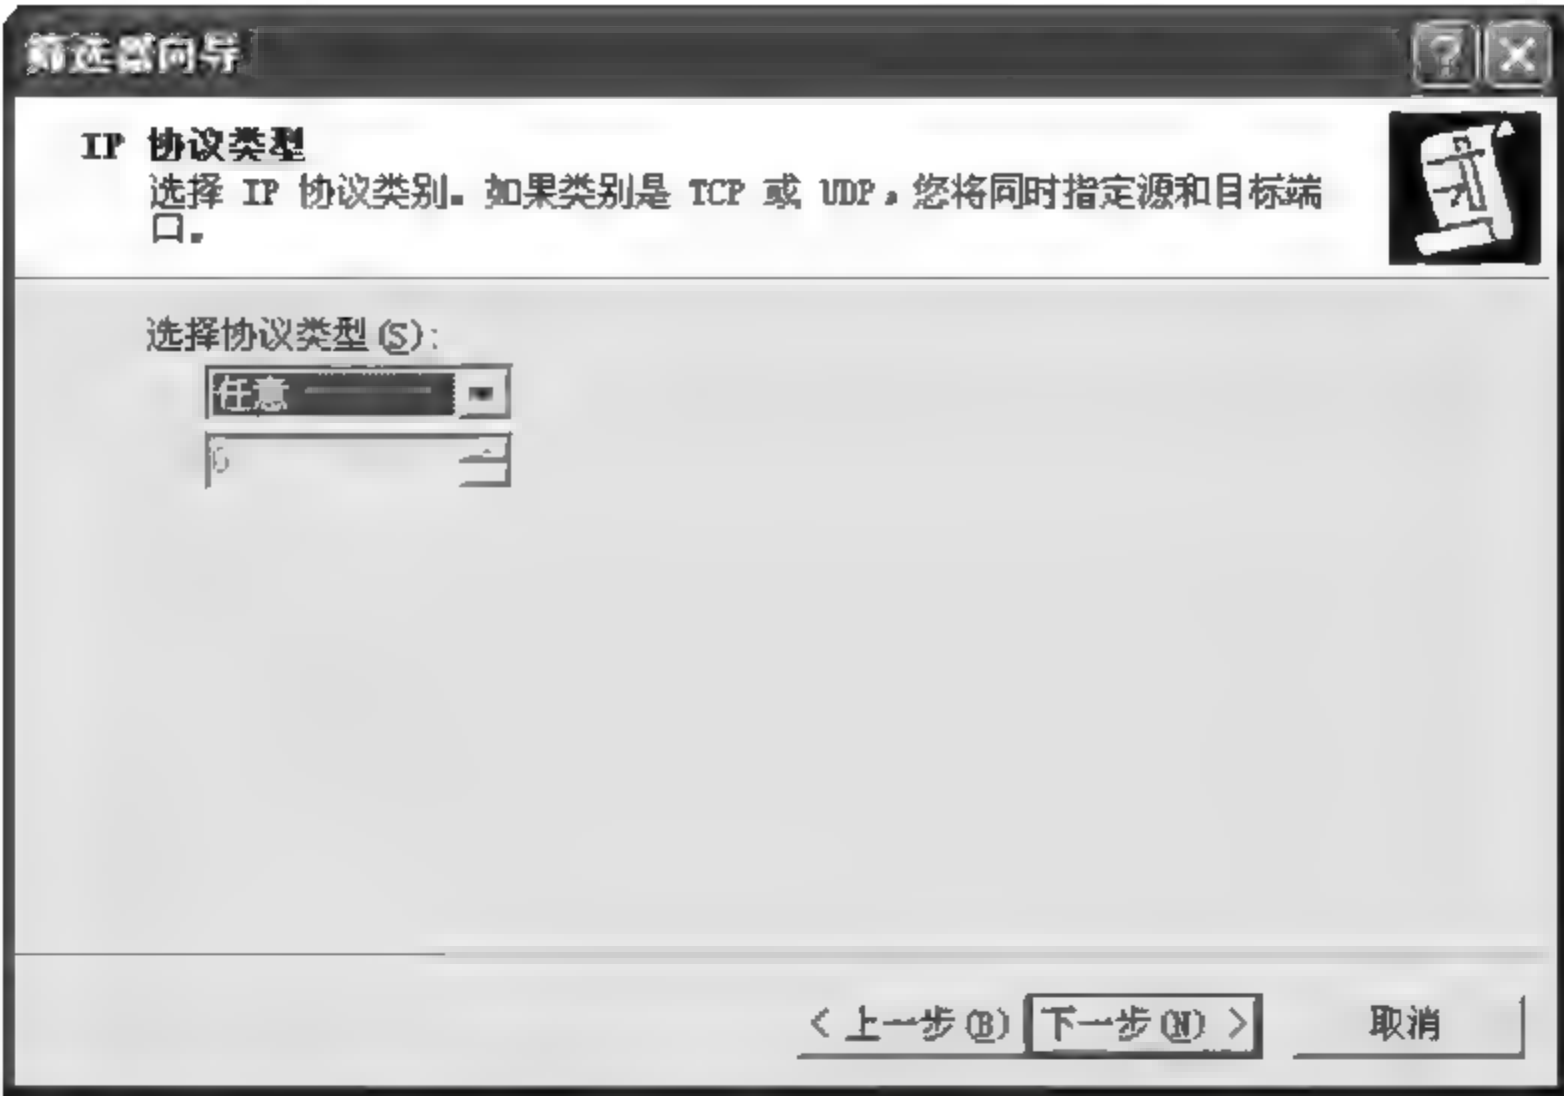 筛选器向导
IP 协议类型
选择 IP 协议类别。如果类别是 TCP 或 UDP，您将同时指定源和目标端
口。
选择协议类型(S):
任意
< 上一步(B)
下一步(N) >
取消